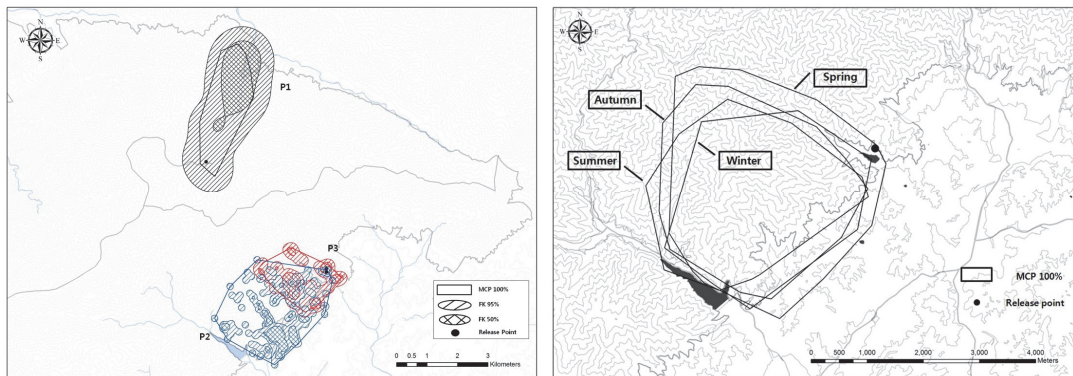 N
W E
S
P1
P3
P2
MCP 100%
FK 95%
FK 50%
Release Point
0 0.5 1 2 3
Kilometers
N
W E
S
Spring
Autumn
Summer
Winter
MCP 100%
Release point
0 500 1,000 2,000 3,000 4,000
Meters